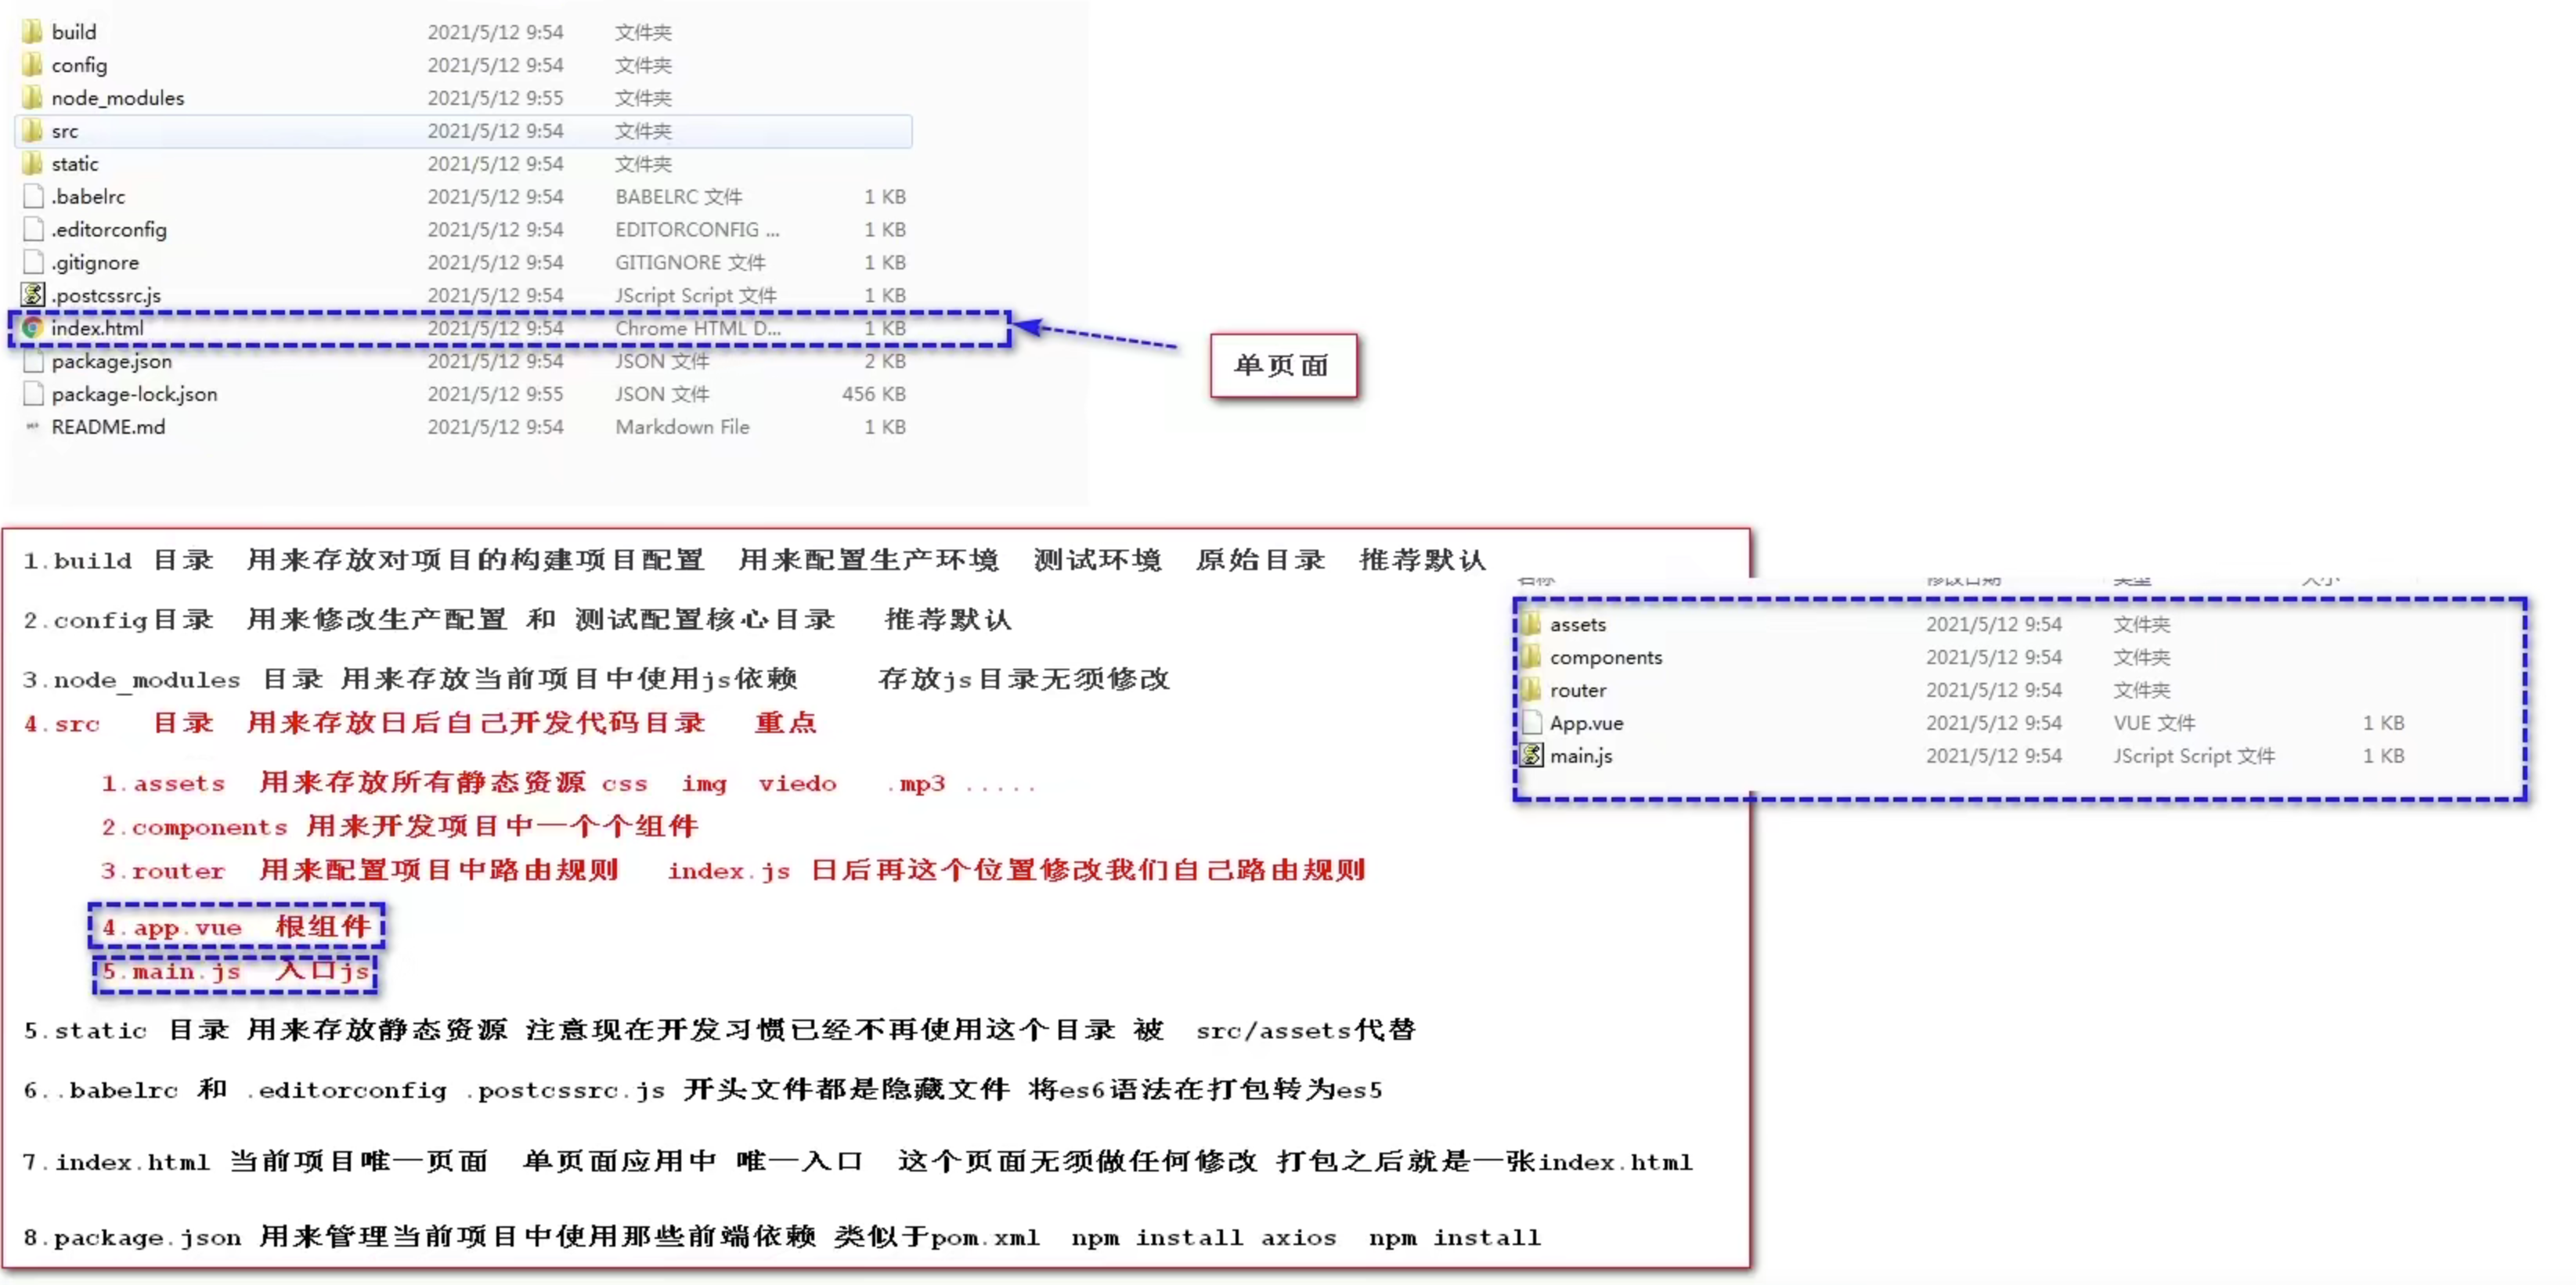 build 2021/5/12 9:54 文件夹
config 2021/5/12 9:54 文件夹
node_modules 2021/5/12 9:55 文件夹
src 2021/5/12 9:54 文件夹
static 2021/5/12 9:54 文件夹
.babelrc 2021/5/12 9:54 BABELRC 文件 1 KB
.editorconfig 2021/5/12 9:54 EDITORCONFIG ... 1 KB
.gitignore 2021/5/12 9:54 GITIGNORE 文件 1 KB
.postcssrc.js 2021/5/12 9:54 JScript Script 文件 1 KB
index.html 2021/5/12 9:54 Chrome HTML D... 1 KB
单页面
package.json 2021/5/12 9:54 JSON 文件 2 KB
package-lock.json 2021/5/12 9:55 JSON 文件 456 KB
README.md 2021/5/12 9:54 Markdown File 1 KB
1.build 目录 用来存放对项目的构建项目配置 用来配置生产环境 测试环境 原始目录 推荐默认
2.config目录 用来修改生产配置 和 测试配置核心目录 推荐默认
3.node_modules 目录 用来存放当前项目中使用js依赖 存放js目录无须修改
4.src 目录 用来存放日后自己开发代码目录 重点
1.assets 用来存放所有静态资源 css img viedo .mp3 .....
2.components 用来开发项目中一个个组件
3.router 用来配置项目中路由规则 index.js 日后再这个位置修改我们自己路由规则
4.app.vue 根组件
5.main.js 入口js
5.static 目录 用来存放静态资源 注意现在开发习惯已经不再使用这个目录 被 src/assets代替
6..babelrc 和 .editorconfig .postcssrc.js 开头文件都是隐藏文件 将es6语法在打包转为es5
7.index.html 当前项目唯一页面 单页面应用中 唯一入口 这个页面无须做任何修改 打包之后就是一张index.html
8.package.json 用来管理当前项目中使用那些前端依赖 类似于pom.xml npm install axios npm install
名称 修改日期 类型 大小
assets 2021/5/12 9:54 文件夹
components 2021/5/12 9:54 文件夹
router 2021/5/12 9:54 文件夹
App.vue 2021/5/12 9:54 VUE 文件 1 KB
main.js 2021/5/12 9:54 JScript Script 文件 1 KB